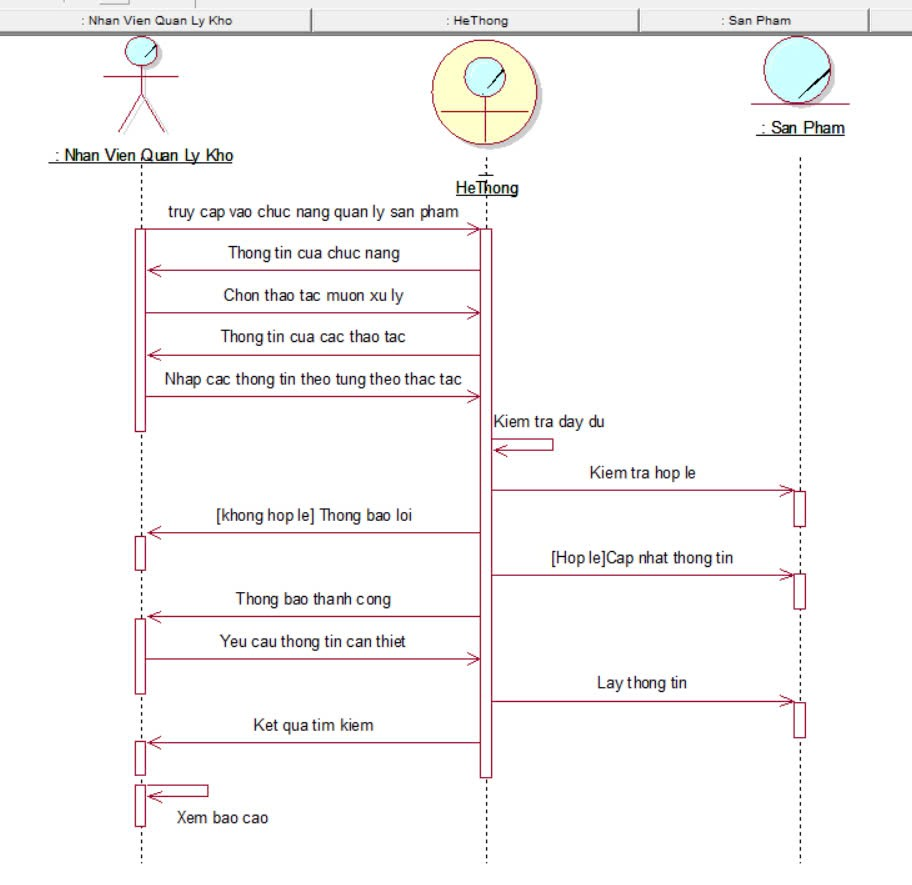 : Nhan Vien Quan Ly Kho
: HeThong
: San Pham
: Nhan Vien Quan Ly Kho
HeThong
: San Pham
truy cap vao chuc nang quan ly san pham
Thong tin cua chuc nang
Chon thao tac muon xu ly
Thong tin cua cac thao tac
Nhap cac thong tin theo tung theo thac tac
Kiem tra day du
Kiem tra hop le
[khong hop le] Thong bao loi
[Hop le]Cap nhat thong tin
Thong bao thanh cong
Yeu cau thong tin can thiet
Lay thong tin
Ket qua tim kiem
Xem bao cao